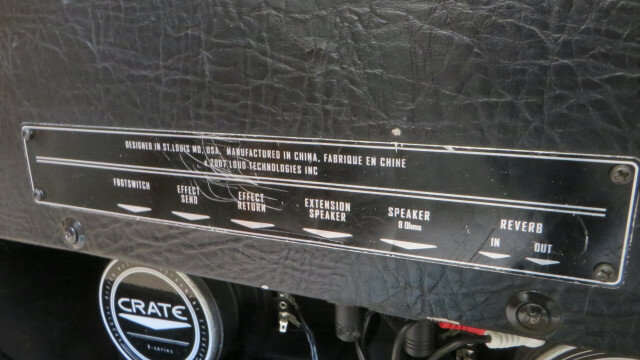 DESIGNED IN ST.LOUIS MO, USA. MANUFACTURED IN CHINA, FABRIQUE EN CHINE
© 2007 LOUD TECHNOLOGIES INC
FOOTSWITCH EFFECT SEND EFFECT RETURN EXTENSION SPEAKER SPEAKER 8 Ohms REVERB IN OUT
CRATE